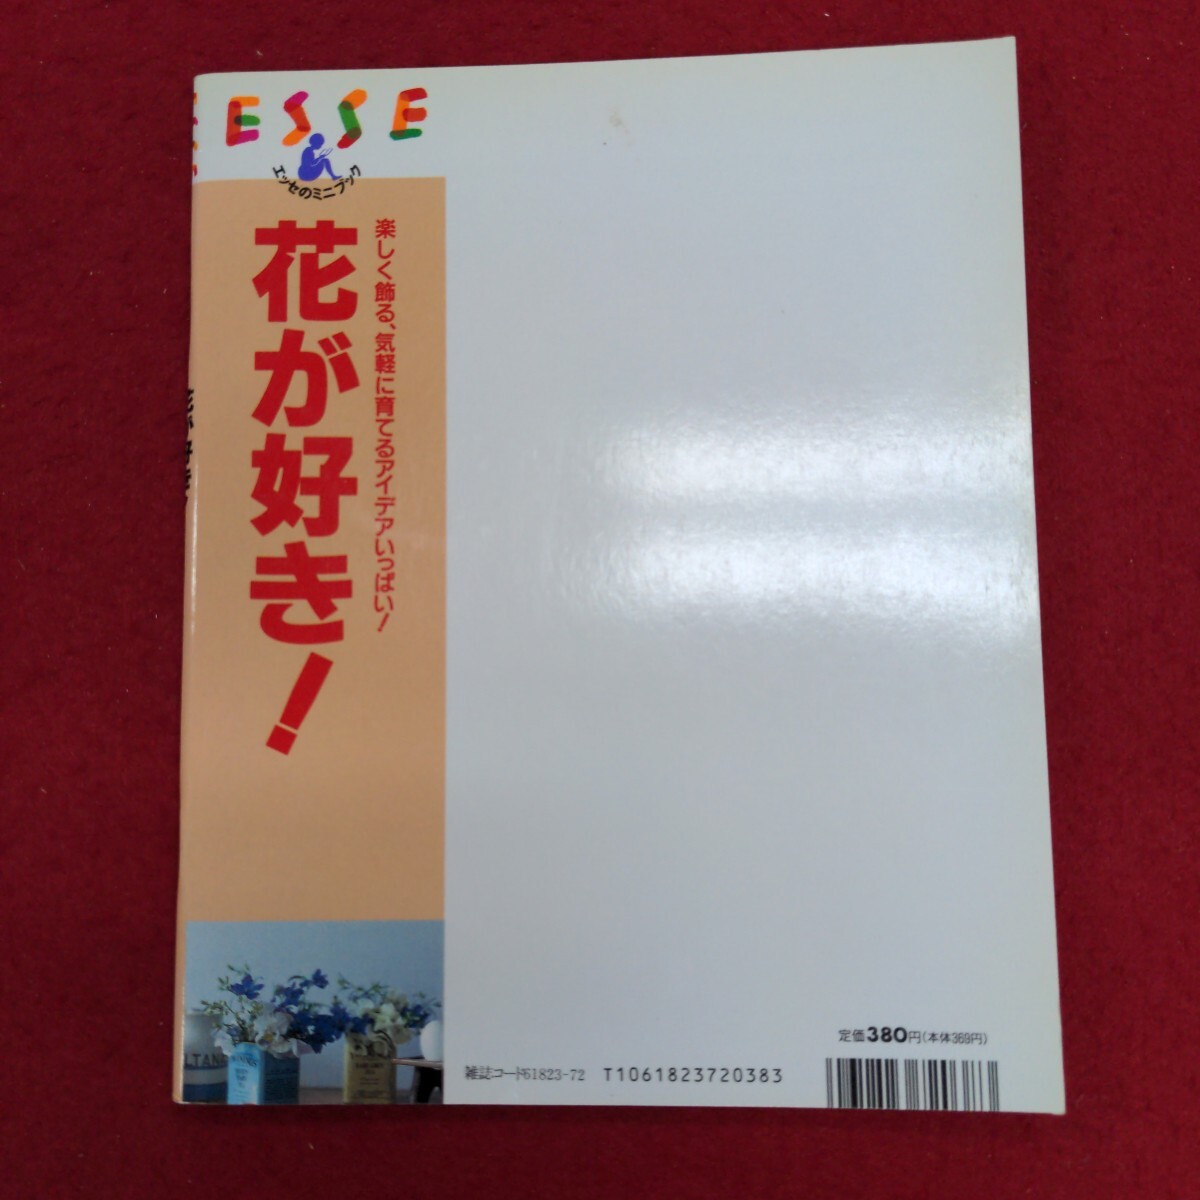 ESSE
エッセのミニブック
楽しく飾る、気軽に育てるアイデアいっぱい!
花が好き!
定価380円(本体369円)
雑誌コード61823-72 T1061823720383